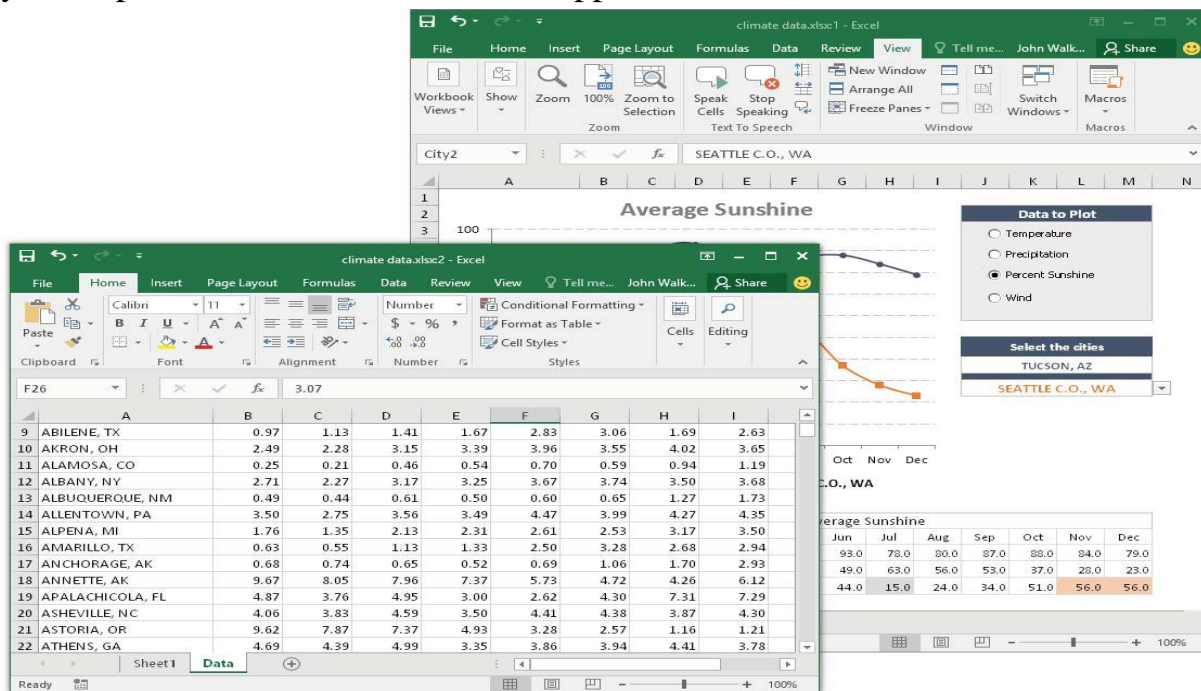 climate data.xlsx:1 - Excel
File Home Insert Page Layout Formulas Data Review View Tell me... John Walk... Share
Workbook Views
Show
Zoom
100%
Zoom to Selection
Zoom
Speak Cells
Stop Speaking
Text To Speech
New Window
Arrange All
Freeze Panes
Switch Windows
Window
Macros
Macros
City2 fx SEATTLE C.O., WA
A B C D E F G H I J K L M N
1
2
3
Average Sunshine
100
Data to Plot
Temperature
Precipitation
Percent Sunshine
Wind
Select the cities
TUCSON, AZ
SEATTLE C.O., WA
Oct Nov Dec
C.O., WA
verage Sunshine
Jun Jul Aug Sep Oct Nov Dec
93.0 78.0 80.0 87.0 88.0 84.0 79.0
49.0 63.0 56.0 53.0 37.0 28.0 23.0
44.0 15.0 24.0 34.0 51.0 56.0 56.0
100%
climate data.xlsx:2 - Excel
File Home Insert Page Layout Formulas Data Review View Tell me... John Walk... Share
Paste
Clipboard
Calibri 11
B I U A A
A
Font
Alignment
Number
$ % ,
Number
Conditional Formatting
Format as Table
Cell Styles
Styles
Cells
Editing
F26 fx 3.07
A B C D E F G H I
9 ABILENE, TX 0.97 1.13 1.41 1.67 2.83 3.06 1.69 2.63
10 AKRON, OH 2.49 2.28 3.15 3.39 3.96 3.55 4.02 3.65
11 ALAMOSA, CO 0.25 0.21 0.46 0.54 0.70 0.59 0.94 1.19
12 ALBANY, NY 2.71 2.27 3.17 3.25 3.67 3.74 3.50 3.68
13 ALBUQUERQUE, NM 0.49 0.44 0.61 0.50 0.60 0.65 1.27 1.73
14 ALLENTOWN, PA 3.50 2.75 3.56 3.49 4.47 3.99 4.27 4.35
15 ALPENA, MI 1.76 1.35 2.13 2.31 2.61 2.53 3.17 3.50
16 AMARILLO, TX 0.63 0.55 1.13 1.33 2.50 3.28 2.68 2.94
17 ANCHORAGE, AK 0.68 0.74 0.65 0.52 0.69 1.06 1.70 2.93
18 ANNETTE, AK 9.67 8.05 7.96 7.37 5.73 4.72 4.26 6.12
19 APALACHICOLA, FL 4.87 3.76 4.95 3.00 2.62 4.30 7.31 7.29
20 ASHEVILLE, NC 4.06 3.83 4.59 3.50 4.41 4.38 3.87 4.30
21 ASTORIA, OR 9.62 7.87 7.37 4.93 3.28 2.57 1.16 1.21
22 ATHENS, GA 4.69 4.39 4.99 3.35 3.86 3.94 4.41 3.78
Sheet1 Data
Ready 100%